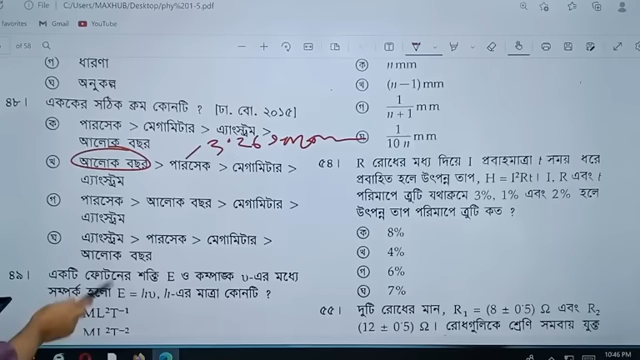 File
C:/Users/MAXHUB/Desktop/phy%201-5.pdf
favorites
Gmail
YouTube
of 58
গ ধারণা
ঘ অনুকল্প
৪৮। এককের সঠিক ক্রম কোনটি ? [ঢা. বো. ২০১৫]
ক পারসেক > মেগামিটার > এ্যাংস্ট্রম >
আলোক বছর
খ আলোক বছর > পারসেক > মেগামিটার >
এ্যাংস্ট্রম
গ পারসেক > আলোক বছর > মেগামিটার >
এ্যাংস্ট্রম
ঘ এ্যাংস্ট্রম > পারসেক > মেগামিটার >
আলোক বছর
৪৯। একটি ফোটনের শক্তি E ও কম্পাঙ্ক υ-এর মধ্যে
সম্পর্ক হলো E = hυ, h-এর মাত্রা কোনটি ?
ML²T⁻¹
ML²T⁻²
3.26
ক n mm
খ (n − 1) mm
গ 1/(n + 1) mm
ঘ 1/(10 n) mm
৫৪। R রোধের মধ্য দিয়ে I প্রবাহমাত্রা t সময় ধরে
প্রবাহিত হলে উৎপন্ন তাপ, H = I²Rt। I, R এবং t
পরিমাপে ত্রুটি যথাক্রমে 3%, 1% এবং 2% হলে
উৎপন্ন তাপ পরিমাপে ত্রুটি কত ?
ক 8%
খ 4%
গ 6%
ঘ 7%
৫৫। দুটি রোধের মান, R₁ = (8 ± 0˙5) Ω এবং R₂
(12 ± 0˙5) Ω। রোধগুলিকে শ্রেণি সমবায় যুক্ত
10:46 PM